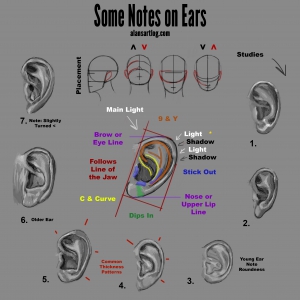 Some Notes on Ears
alansartlog.com
Placement
Λ V
V Λ
Studies
7. Note: Slightly
Turned <
Main Light
9 & Y
Brow or
Eye Line
Light
Shadow
Light
Shadow
1.
Follows
Line of
the Jaw
Stick Out
C & Curve
Nose or
Upper Lip
Line
Dips In
6. Older Ear
2.
5.
Common
Thickness
Patterns
4.
3.
Young Ear
Note
Roundness